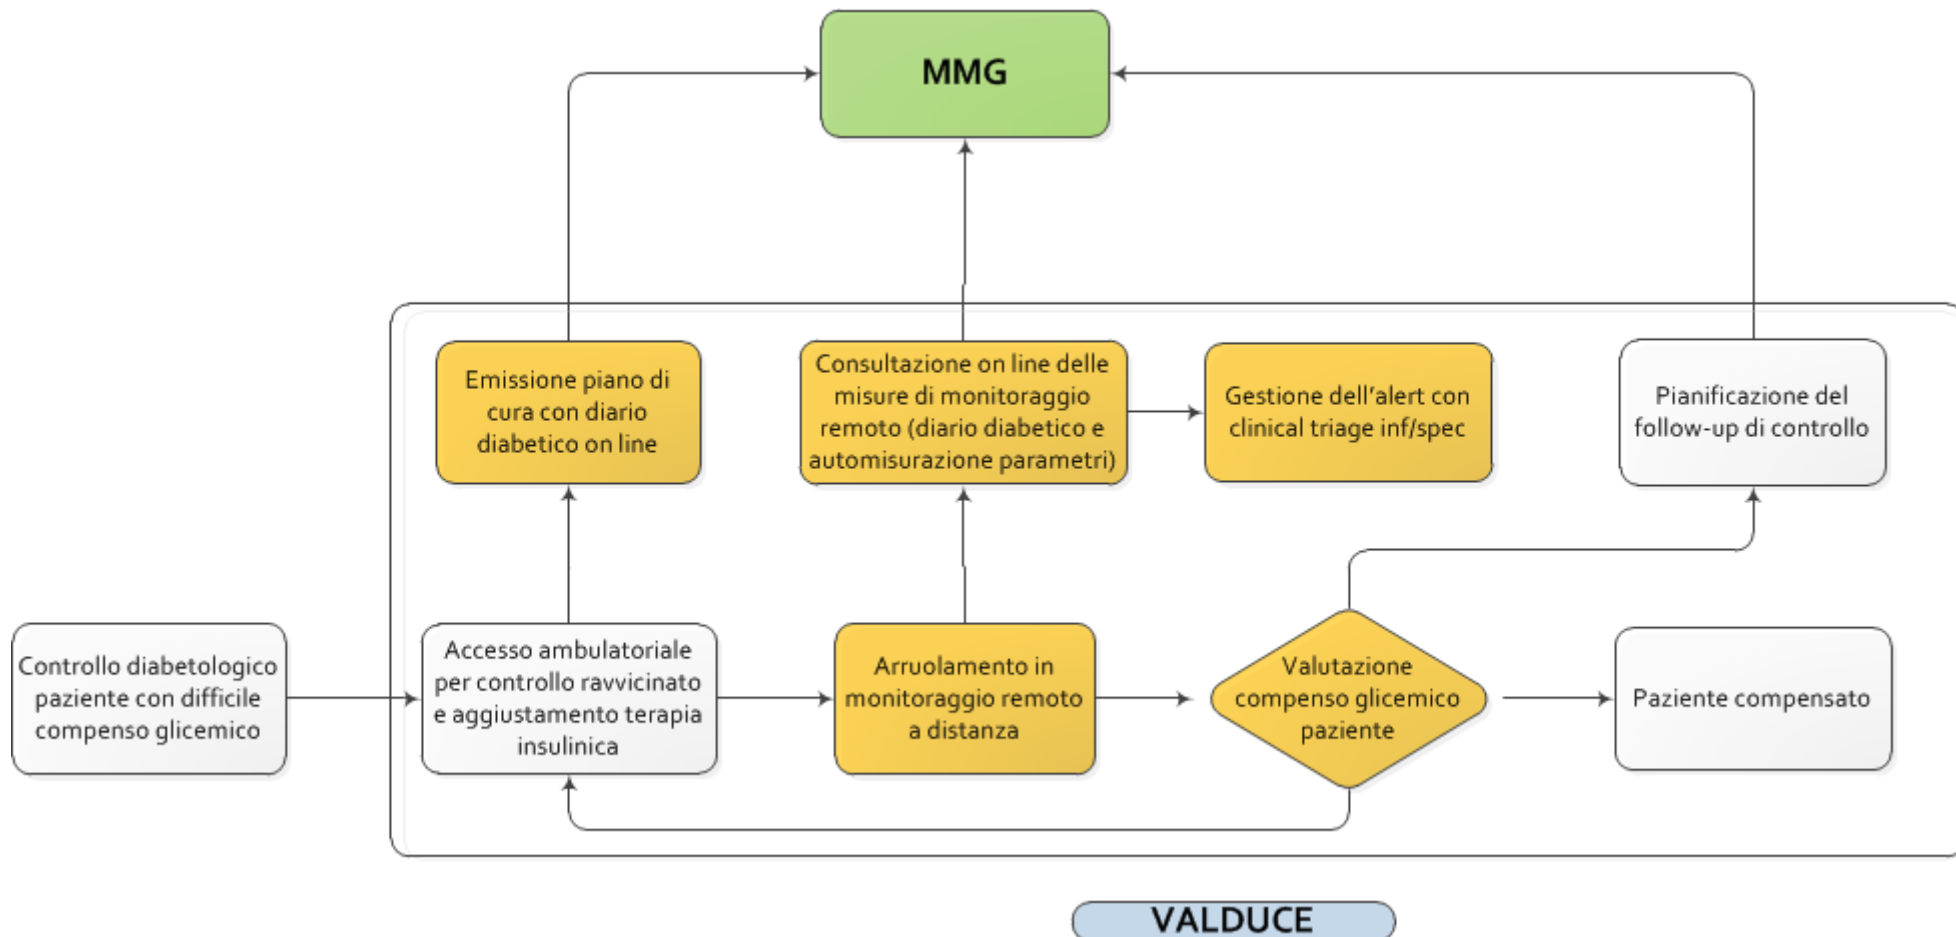 MMG
Emissione piano di
cura con diario
diabetico on line
Consultazione on line delle
misure di monitoraggio
remoto (diario diabetico e
automisurazione parametri)
Gestione dell'alert con
clinical triage inf/spec
Pianificazione del
follow-up di controllo
Controllo diabetologico
paziente con difficile
compenso glicemico
Accesso ambulatoriale
per controllo ravvicinato
e aggiustamento terapia
insulinica
Arruolamento in
monitoraggio remoto
a distanza
Valutazione
compenso glicemico
paziente
Paziente compensato
VALDUCE